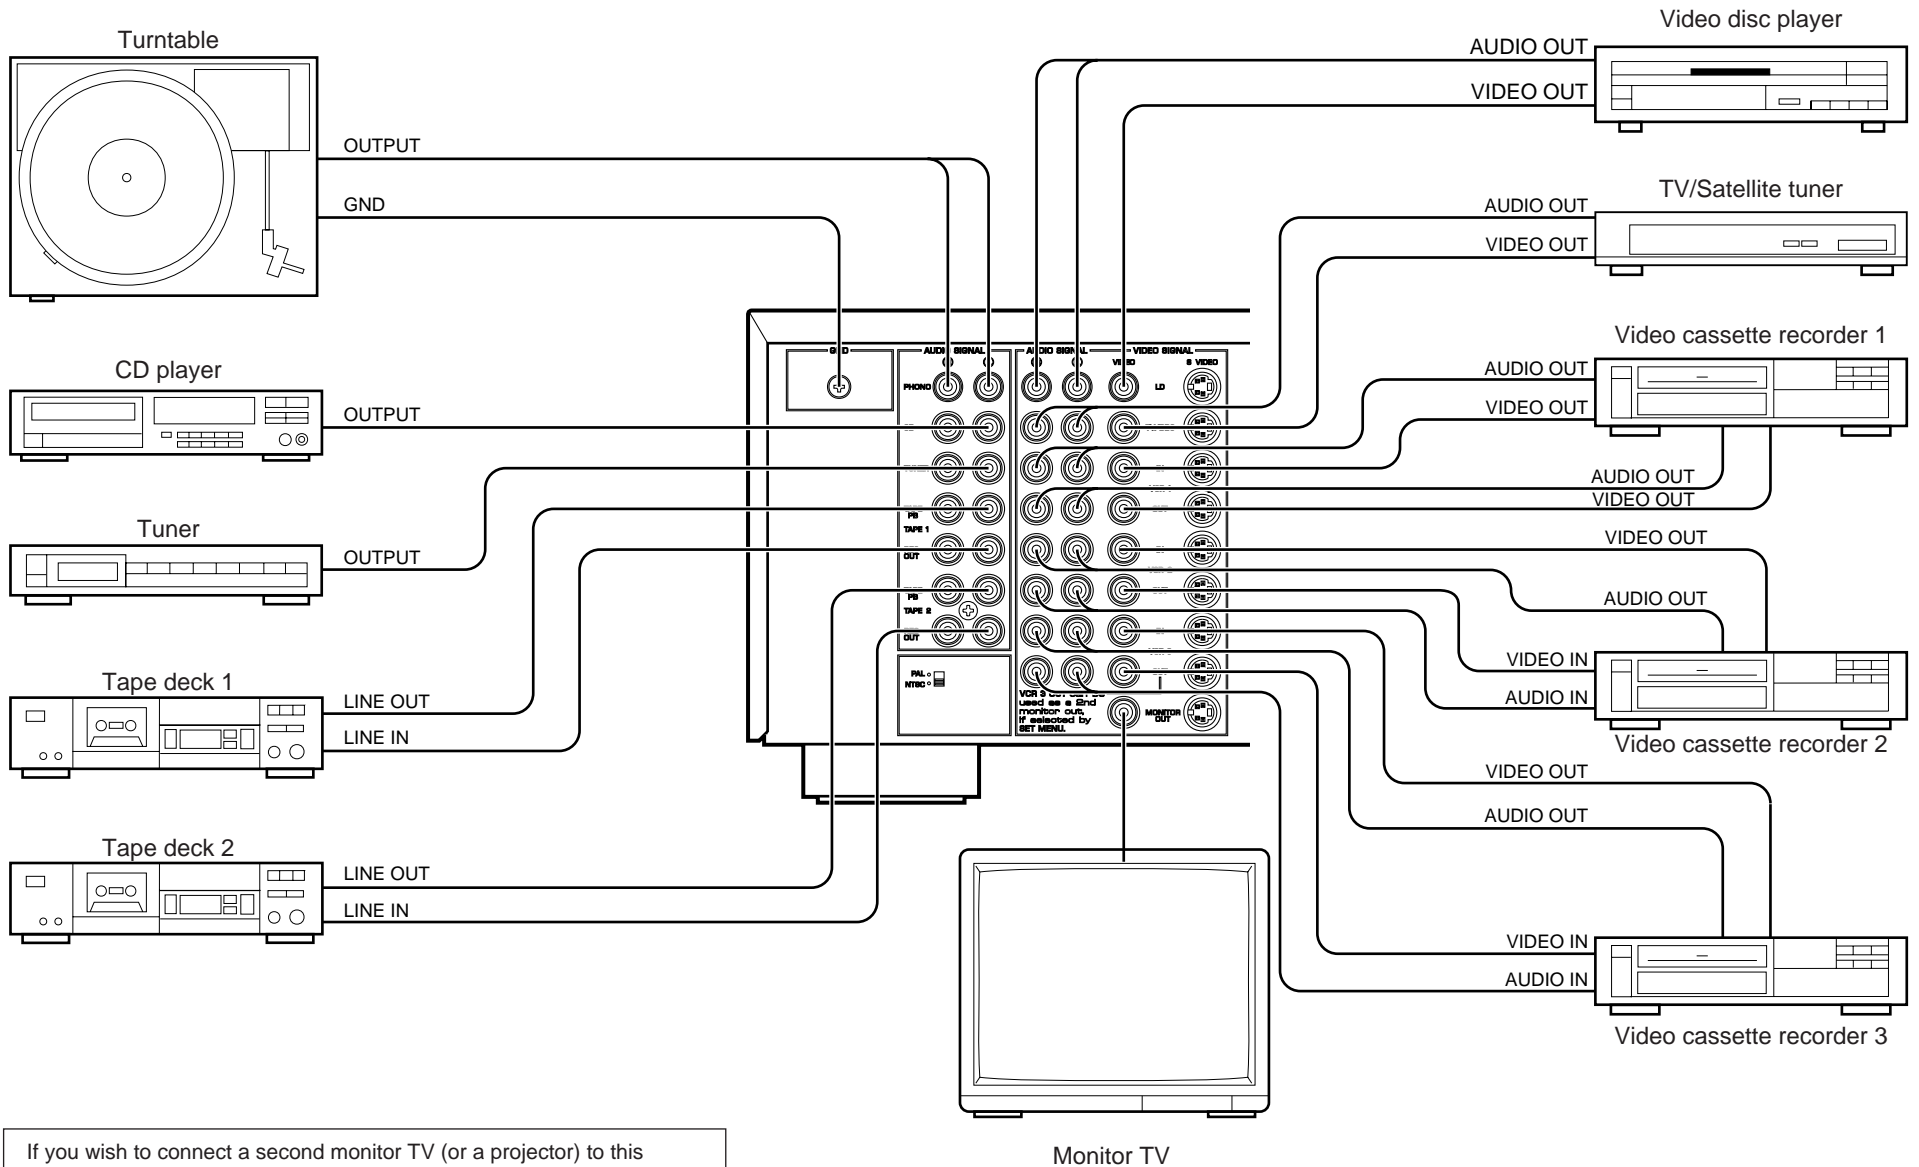 Turntable
OUTPUT
GND
CD player
OUTPUT
Tuner
OUTPUT
Tape deck 1
LINE OUT
LINE IN
Tape deck 2
LINE OUT
LINE IN
AUDIO SIGNAL
AUDIO SIGNAL
VIDEO SIGNAL
VIDEO
S VIDEO
PHONO
LD
PB
TAPE 1
OUT
PB
TAPE 2
OUT
PAL
NTSC
VCR 3 OUT
used as a 2nd
monitor out,
if selected by
SET MENU.
MONITOR
OUT
Video disc player
AUDIO OUT
VIDEO OUT
TV/Satellite tuner
AUDIO OUT
VIDEO OUT
Video cassette recorder 1
AUDIO OUT
VIDEO OUT
AUDIO OUT
VIDEO OUT
VIDEO OUT
AUDIO OUT
VIDEO IN
AUDIO IN
Video cassette recorder 2
VIDEO OUT
AUDIO OUT
VIDEO IN
AUDIO IN
Video cassette recorder 3
Monitor TV
If you wish to connect a second monitor TV (or a projector) to this